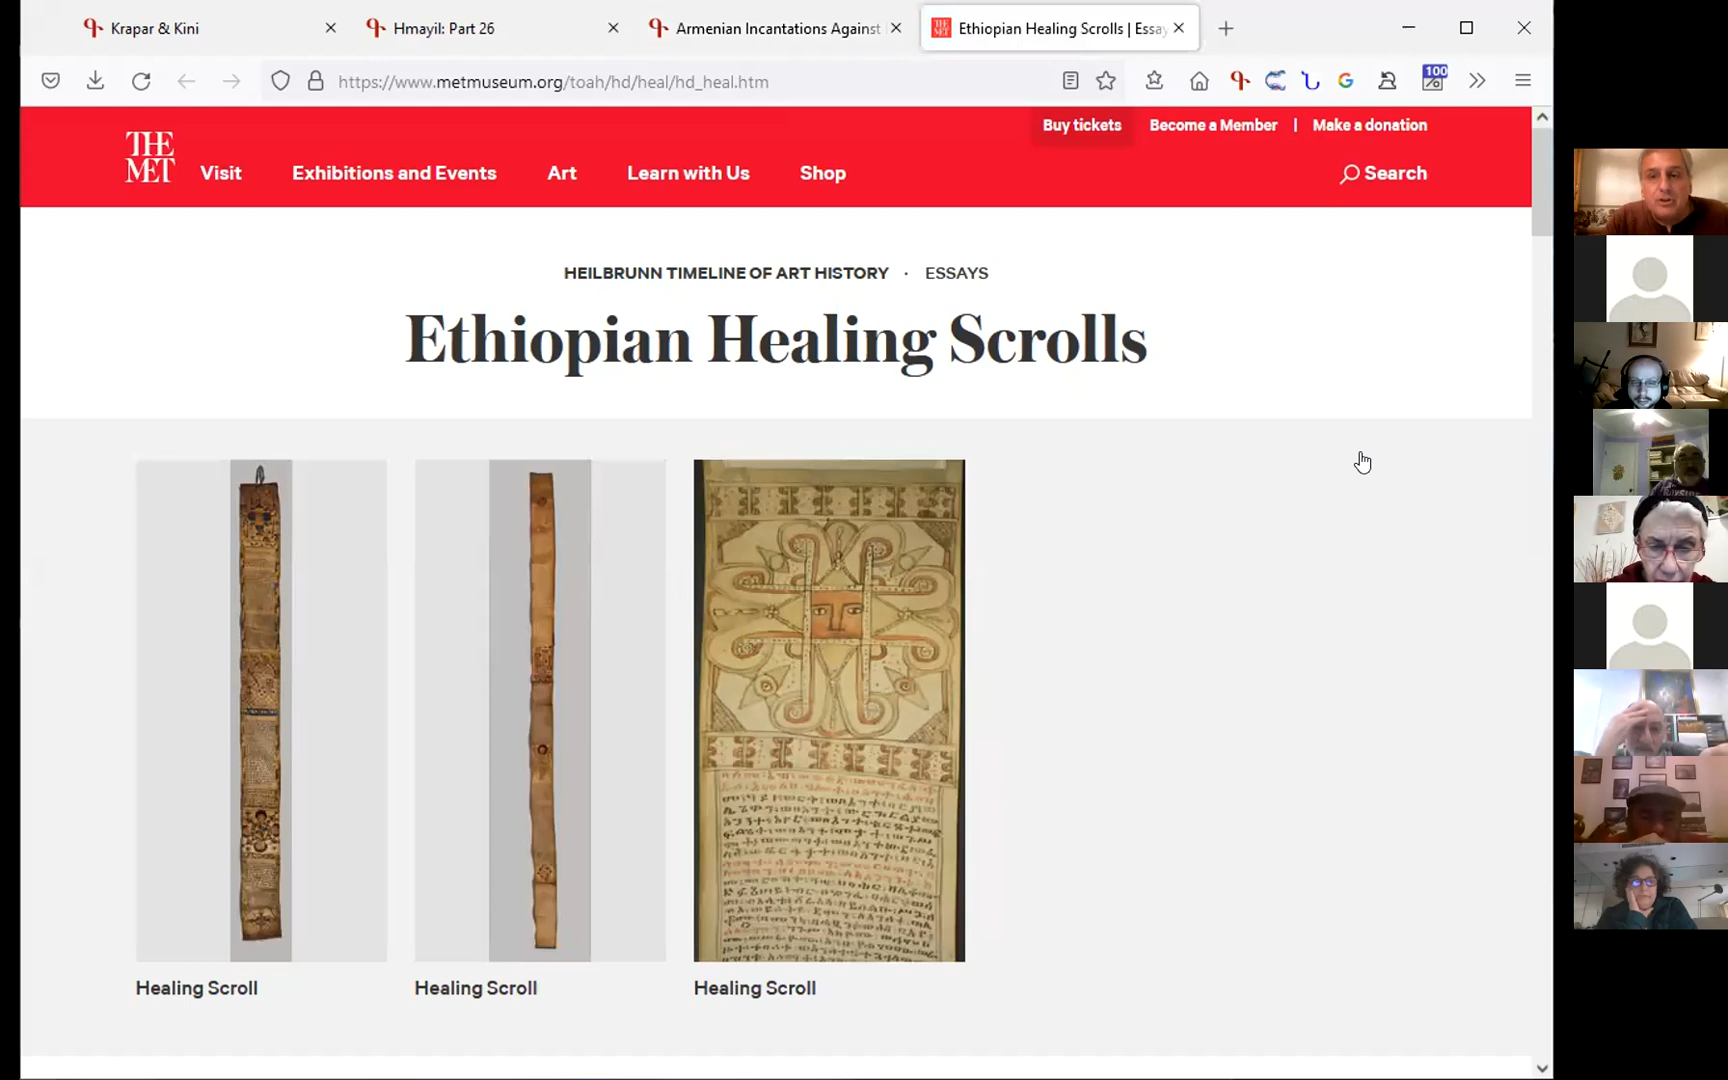 Krapar & Kini
Hmayil: Part 26
Armenian Incantations Against
Ethiopian Healing Scrolls | Essay
https://www.metmuseum.org/toah/hd/heal/hd_heal.htm
100
%
Buy tickets
Become a Member | Make a donation
THE
MET
Visit
Exhibitions and Events
Art
Learn with Us
Shop
Search
HEILBRUNN TIMELINE OF ART HISTORY · ESSAYS
Ethiopian Healing Scrolls
Healing Scroll
Healing Scroll
Healing Scroll